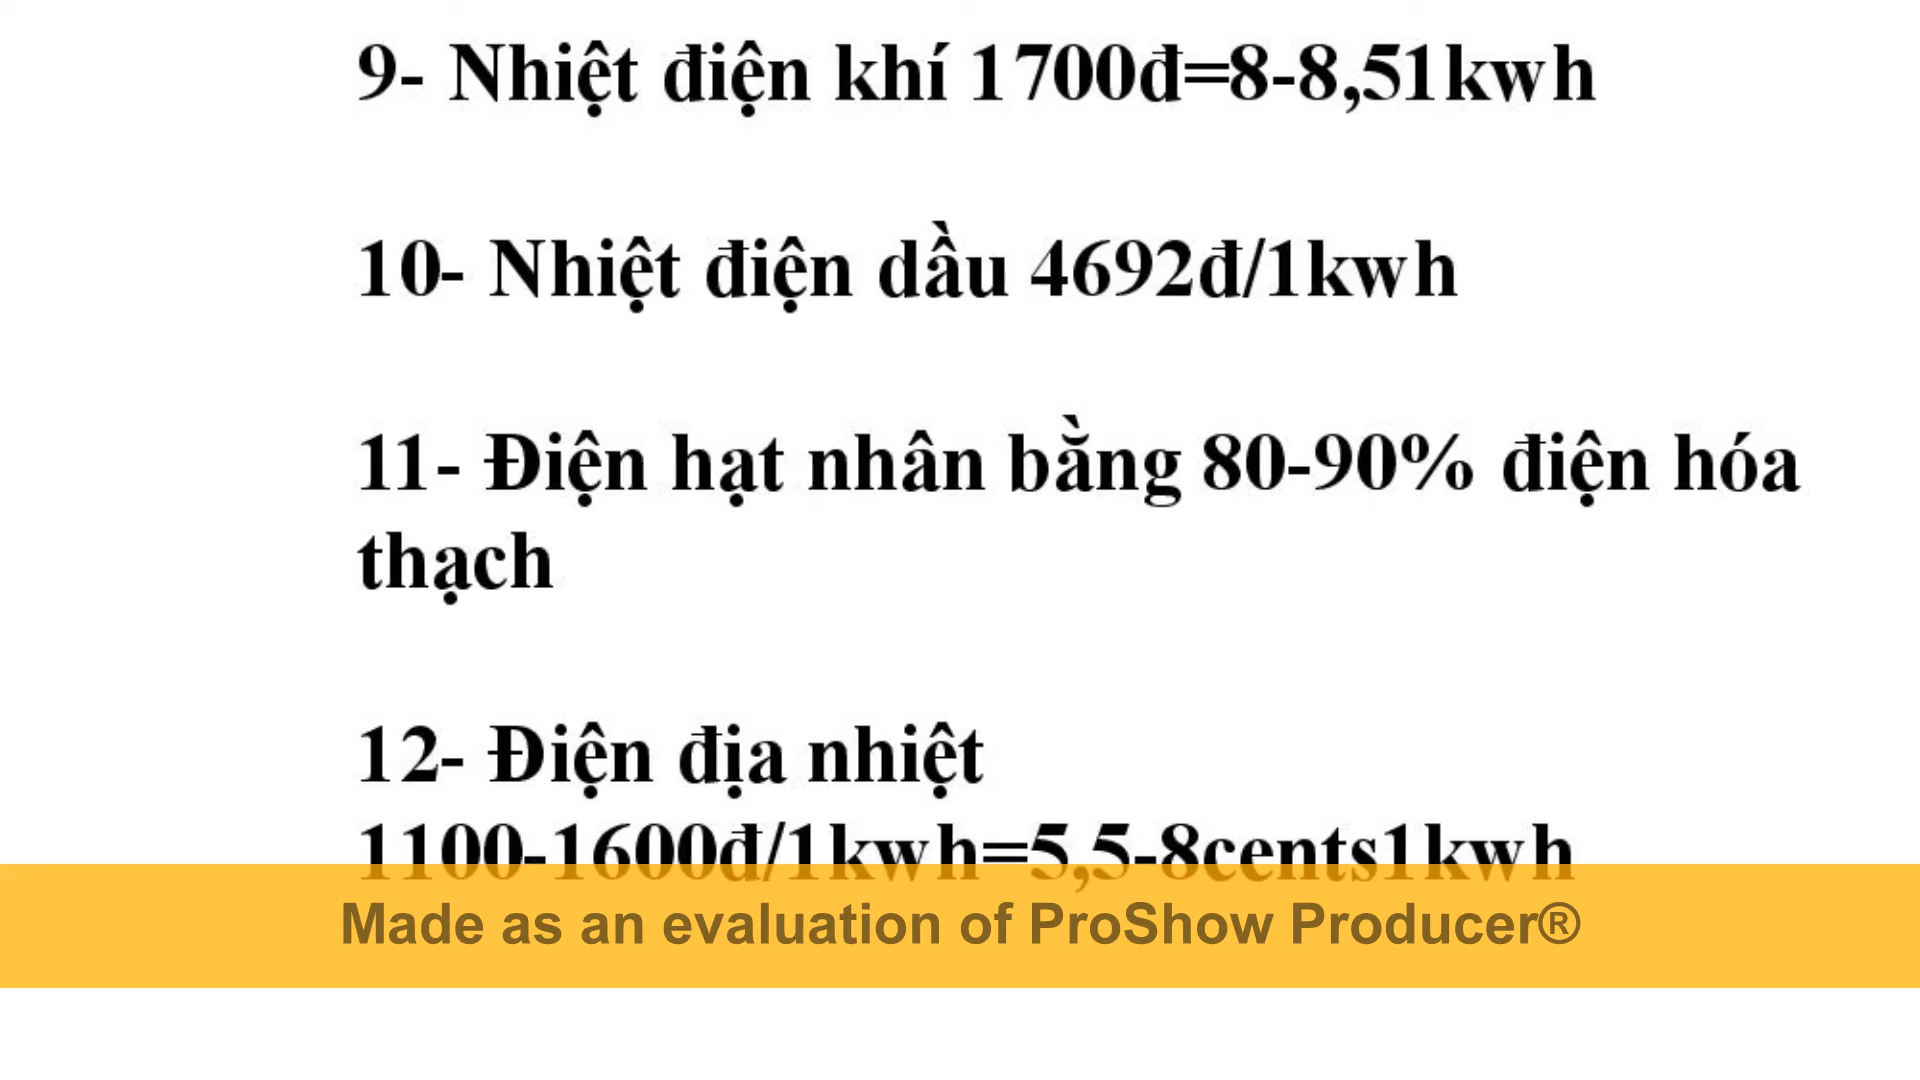 9- Nhiệt điện khí 1700đ=8-8,51kwh
10- Nhiệt điện dầu 4692đ/1kwh
11- Điện hạt nhân bằng 80-90% điện hóa
thạch
12- Điện địa nhiệt
1100-1600đ/1kwh=5,5-8cents1kwh
Made as an evaluation of ProShow Producer®